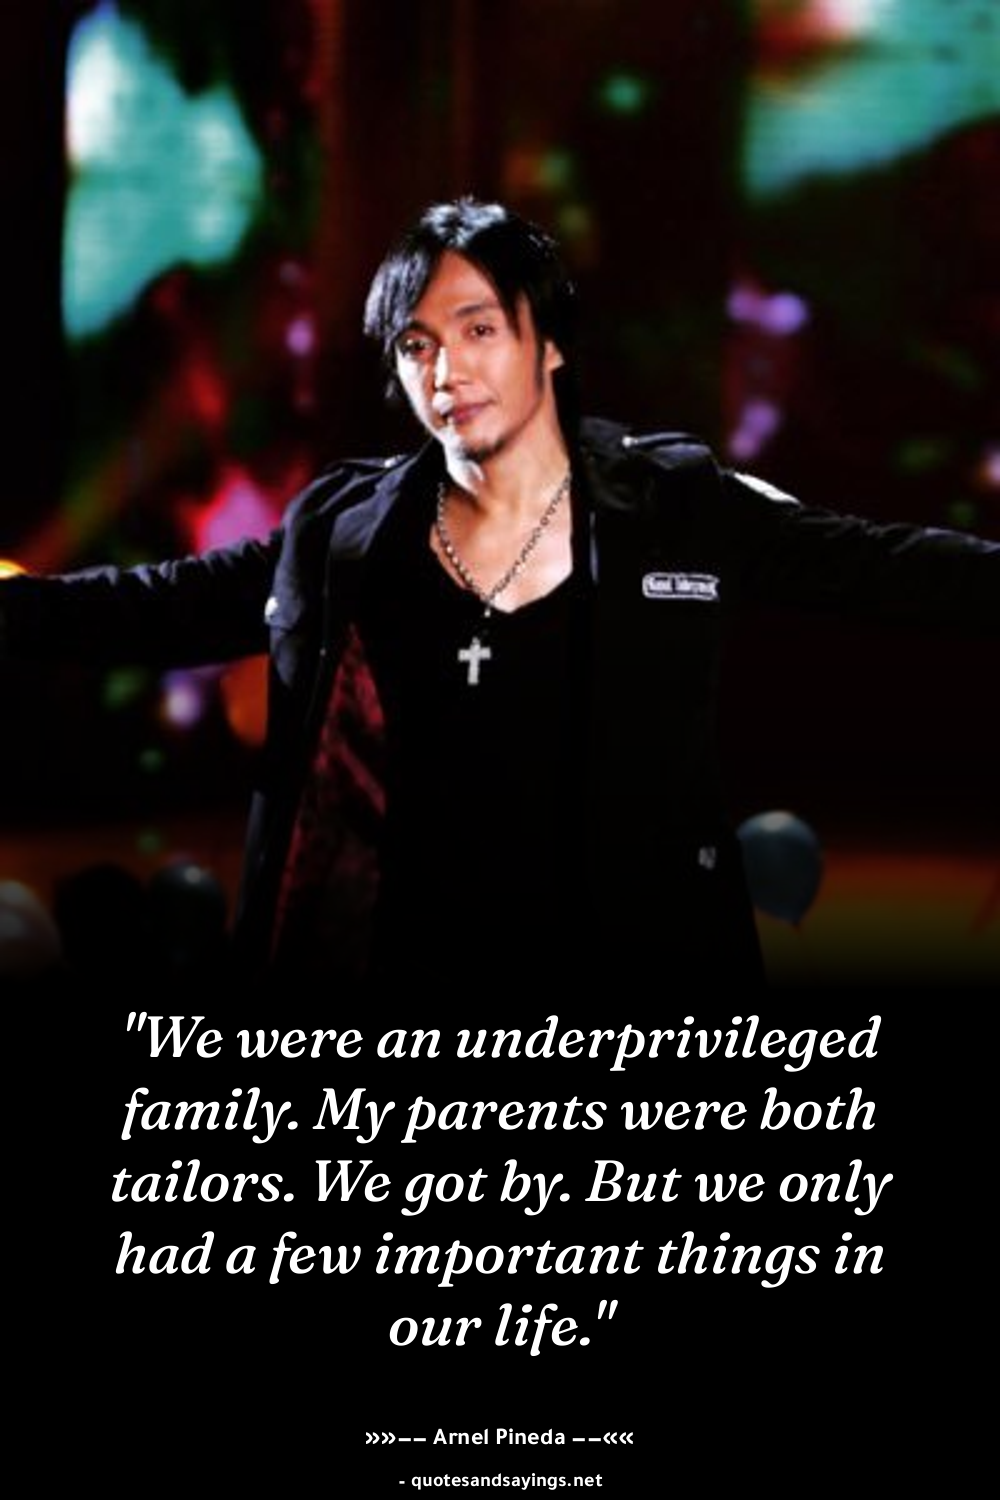 "We were an underprivileged
family. My parents were both
tailors. We got by. But we only
had a few important things in
our life."
»»–– Arnel Pineda ––««
- quotesandsayings.net